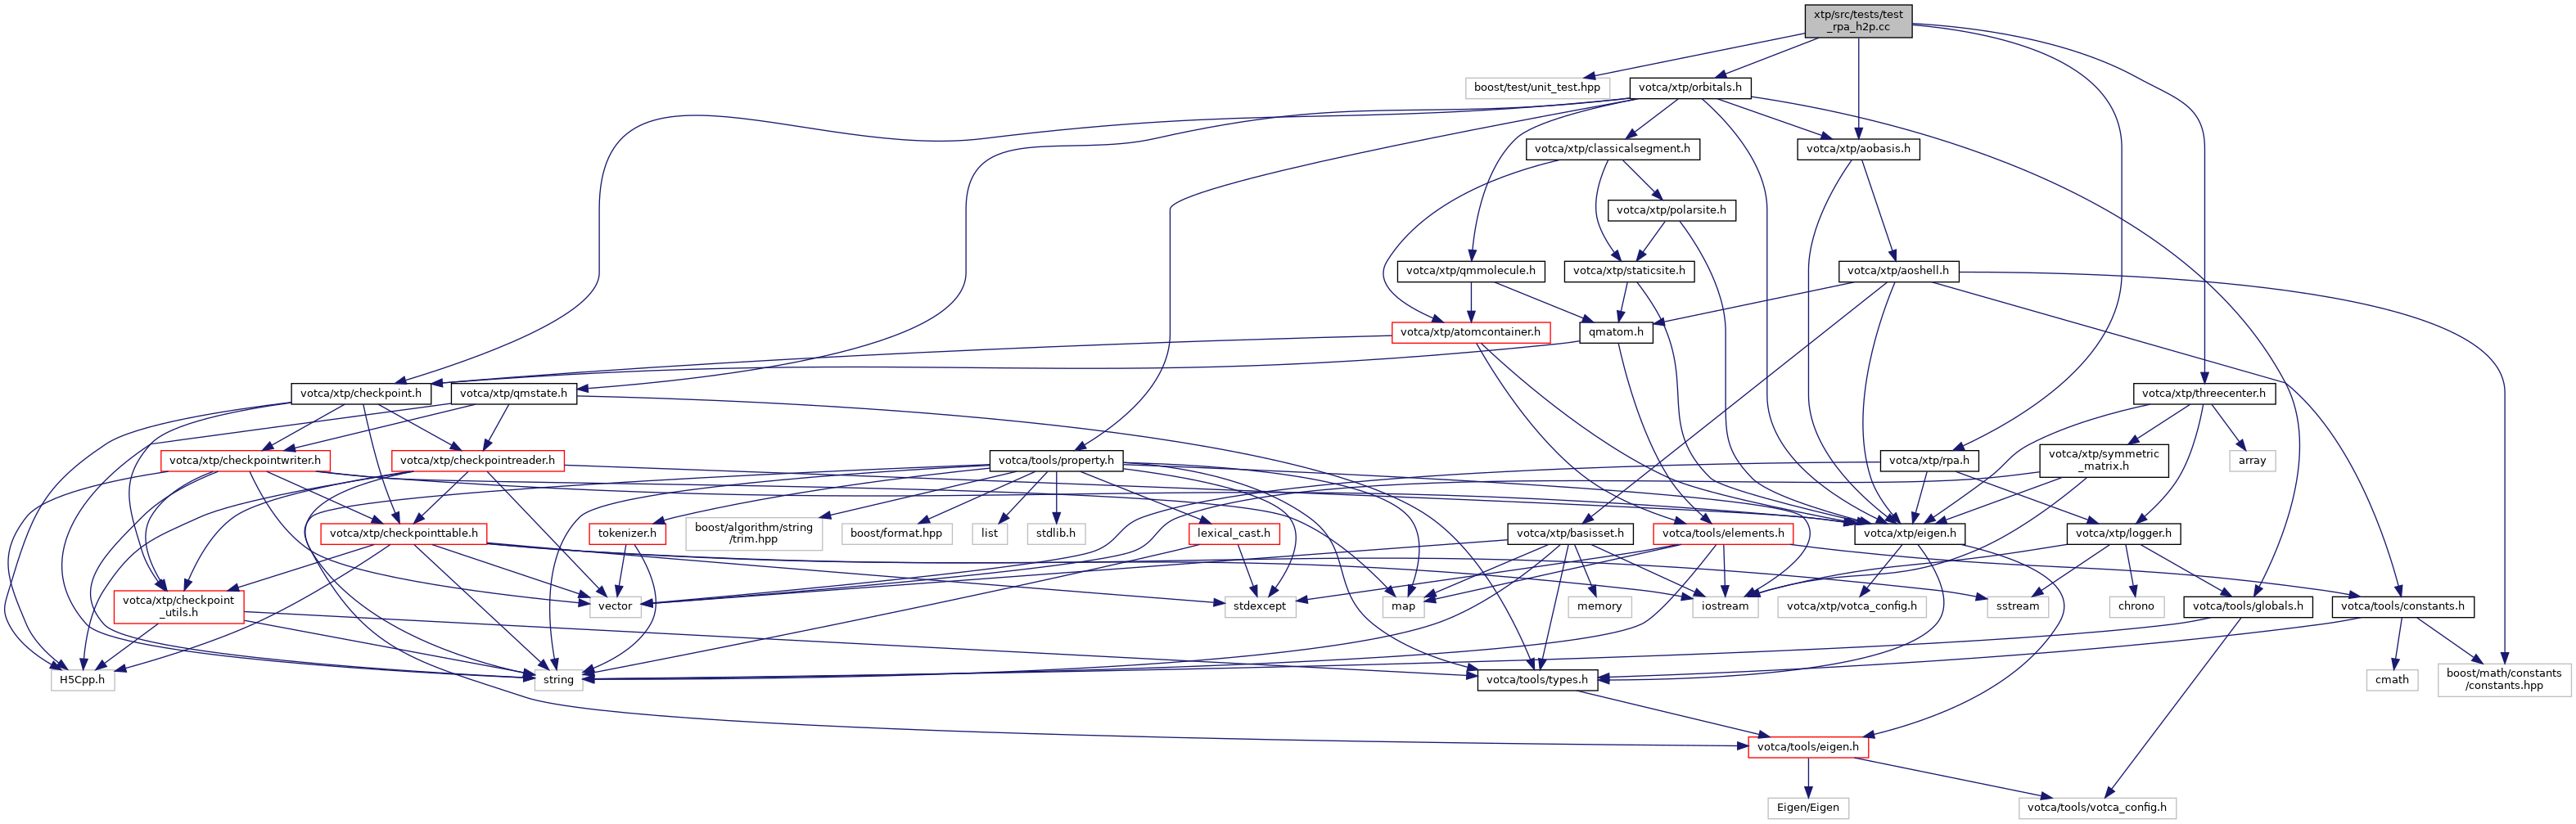 xtp/src/tests/test
_rpa_h2p.cc
boost/test/unit_test.hpp
votca/xtp/orbitals.h
votca/xtp/classicalsegment.h
votca/xtp/aobasis.h
votca/xtp/polarsite.h
votca/xtp/qmmolecule.h
votca/xtp/staticsite.h
votca/xtp/aoshell.h
votca/xtp/atomcontainer.h
qmatom.h
votca/xtp/checkpoint.h
votca/xtp/qmstate.h
votca/xtp/threecenter.h
votca/xtp/checkpointwriter.h
votca/xtp/checkpointreader.h
votca/tools/property.h
votca/xtp/rpa.h
votca/xtp/symmetric
_matrix.h
array
votca/xtp/checkpointtable.h
tokenizer.h
boost/algorithm/string
/trim.hpp
boost/format.hpp
list
stdlib.h
lexical_cast.h
votca/xtp/basisset.h
votca/tools/elements.h
votca/xtp/eigen.h
votca/xtp/logger.h
votca/xtp/checkpoint
_utils.h
vector
stdexcept
map
memory
iostream
votca/xtp/votca_config.h
sstream
chrono
votca/tools/globals.h
votca/tools/constants.h
H5Cpp.h
string
votca/tools/types.h
cmath
boost/math/constants
/constants.hpp
votca/tools/eigen.h
Eigen/Eigen
votca/tools/votca_config.h